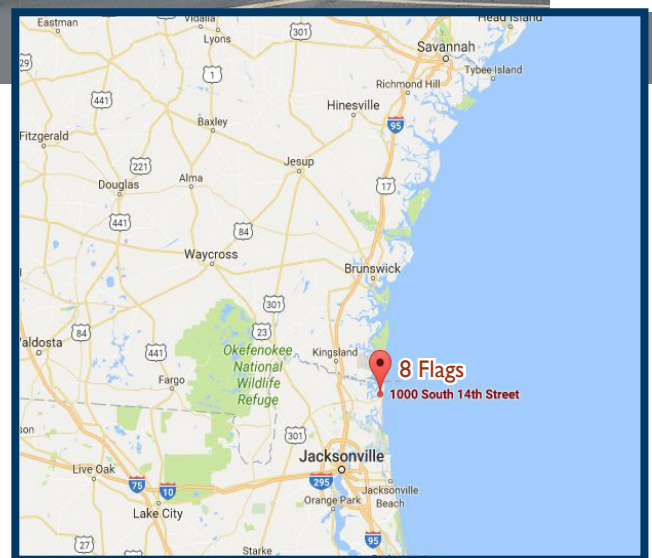 Eastman
Vidalia
Head Island
Lyons
301
Savannah
29
1
Tybee Island
Richmond Hill
441
Hinesville
Baxley
95
Fitzgerald
Jesup
221
Alma
17
Douglas
441
84
Waycross
Brunswick
301
23
84
'aldosta
441
Okefenokee
National
Wildlife
Refuge
Kingsland
8 Flags
Fargo
1000 South 14th Street
son
301
Jacksonville
Live Oak
75
10
295
Jacksonville
Beach
Orange Park
Lake City
95
27
Starke